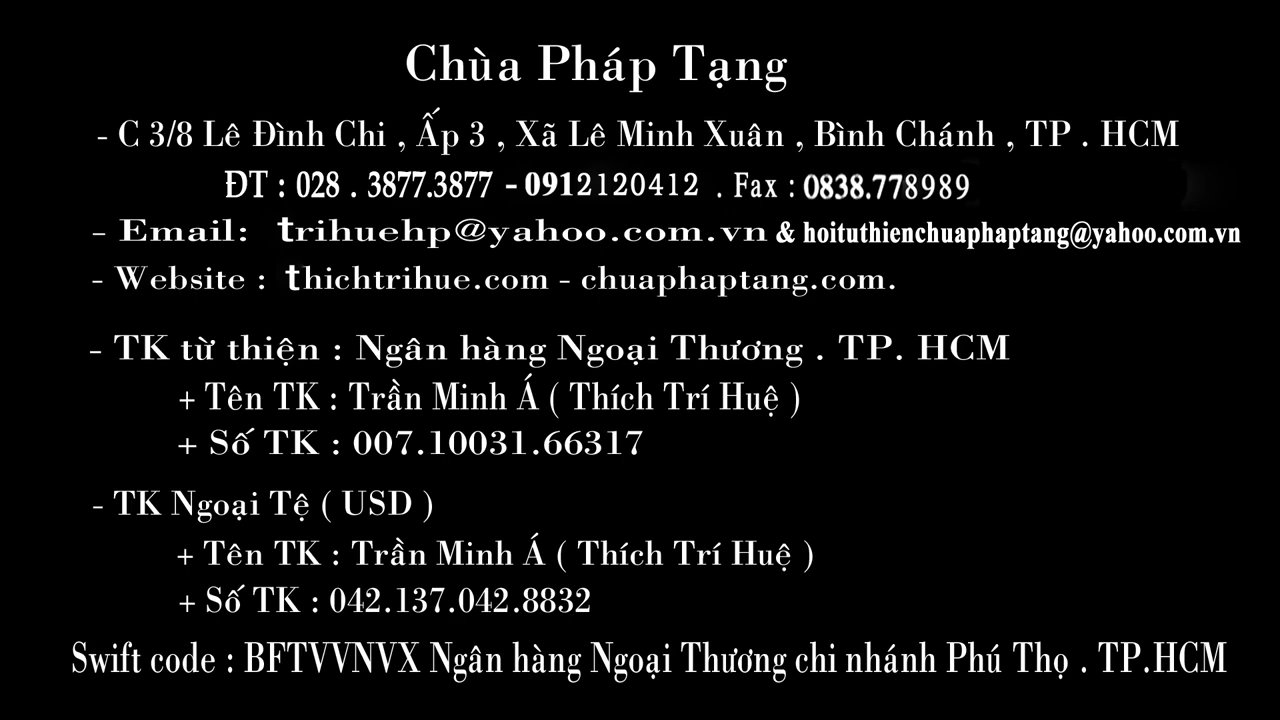 Chùa Pháp Tạng
- C 3/8 Lê Đình Chi , Ấp 3 , Xã Lê Minh Xuân , Bình Chánh , TP . HCM
ĐT : 028 . 3877.3877 - 0912120412 . Fax : 0838.778989
- Email: trihuehp@yahoo.com.vn & hoituthienchuaphaptang@yahoo.com.vn
- Website : thichtrihue.com - chuaphaptang.com.
- TK từ thiện : Ngân hàng Ngoại Thương . TP. HCM
+ Tên TK : Trần Minh Á ( Thích Trí Huệ )
+ Số TK : 007.10031.66317
- TK Ngoại Tệ ( USD )
+ Tên TK : Trần Minh Á ( Thích Trí Huệ )
+ Số TK : 042.137.042.8832
Swift code : BFTVVNVX Ngân hàng Ngoại Thương chi nhánh Phú Thọ . TP.HCM